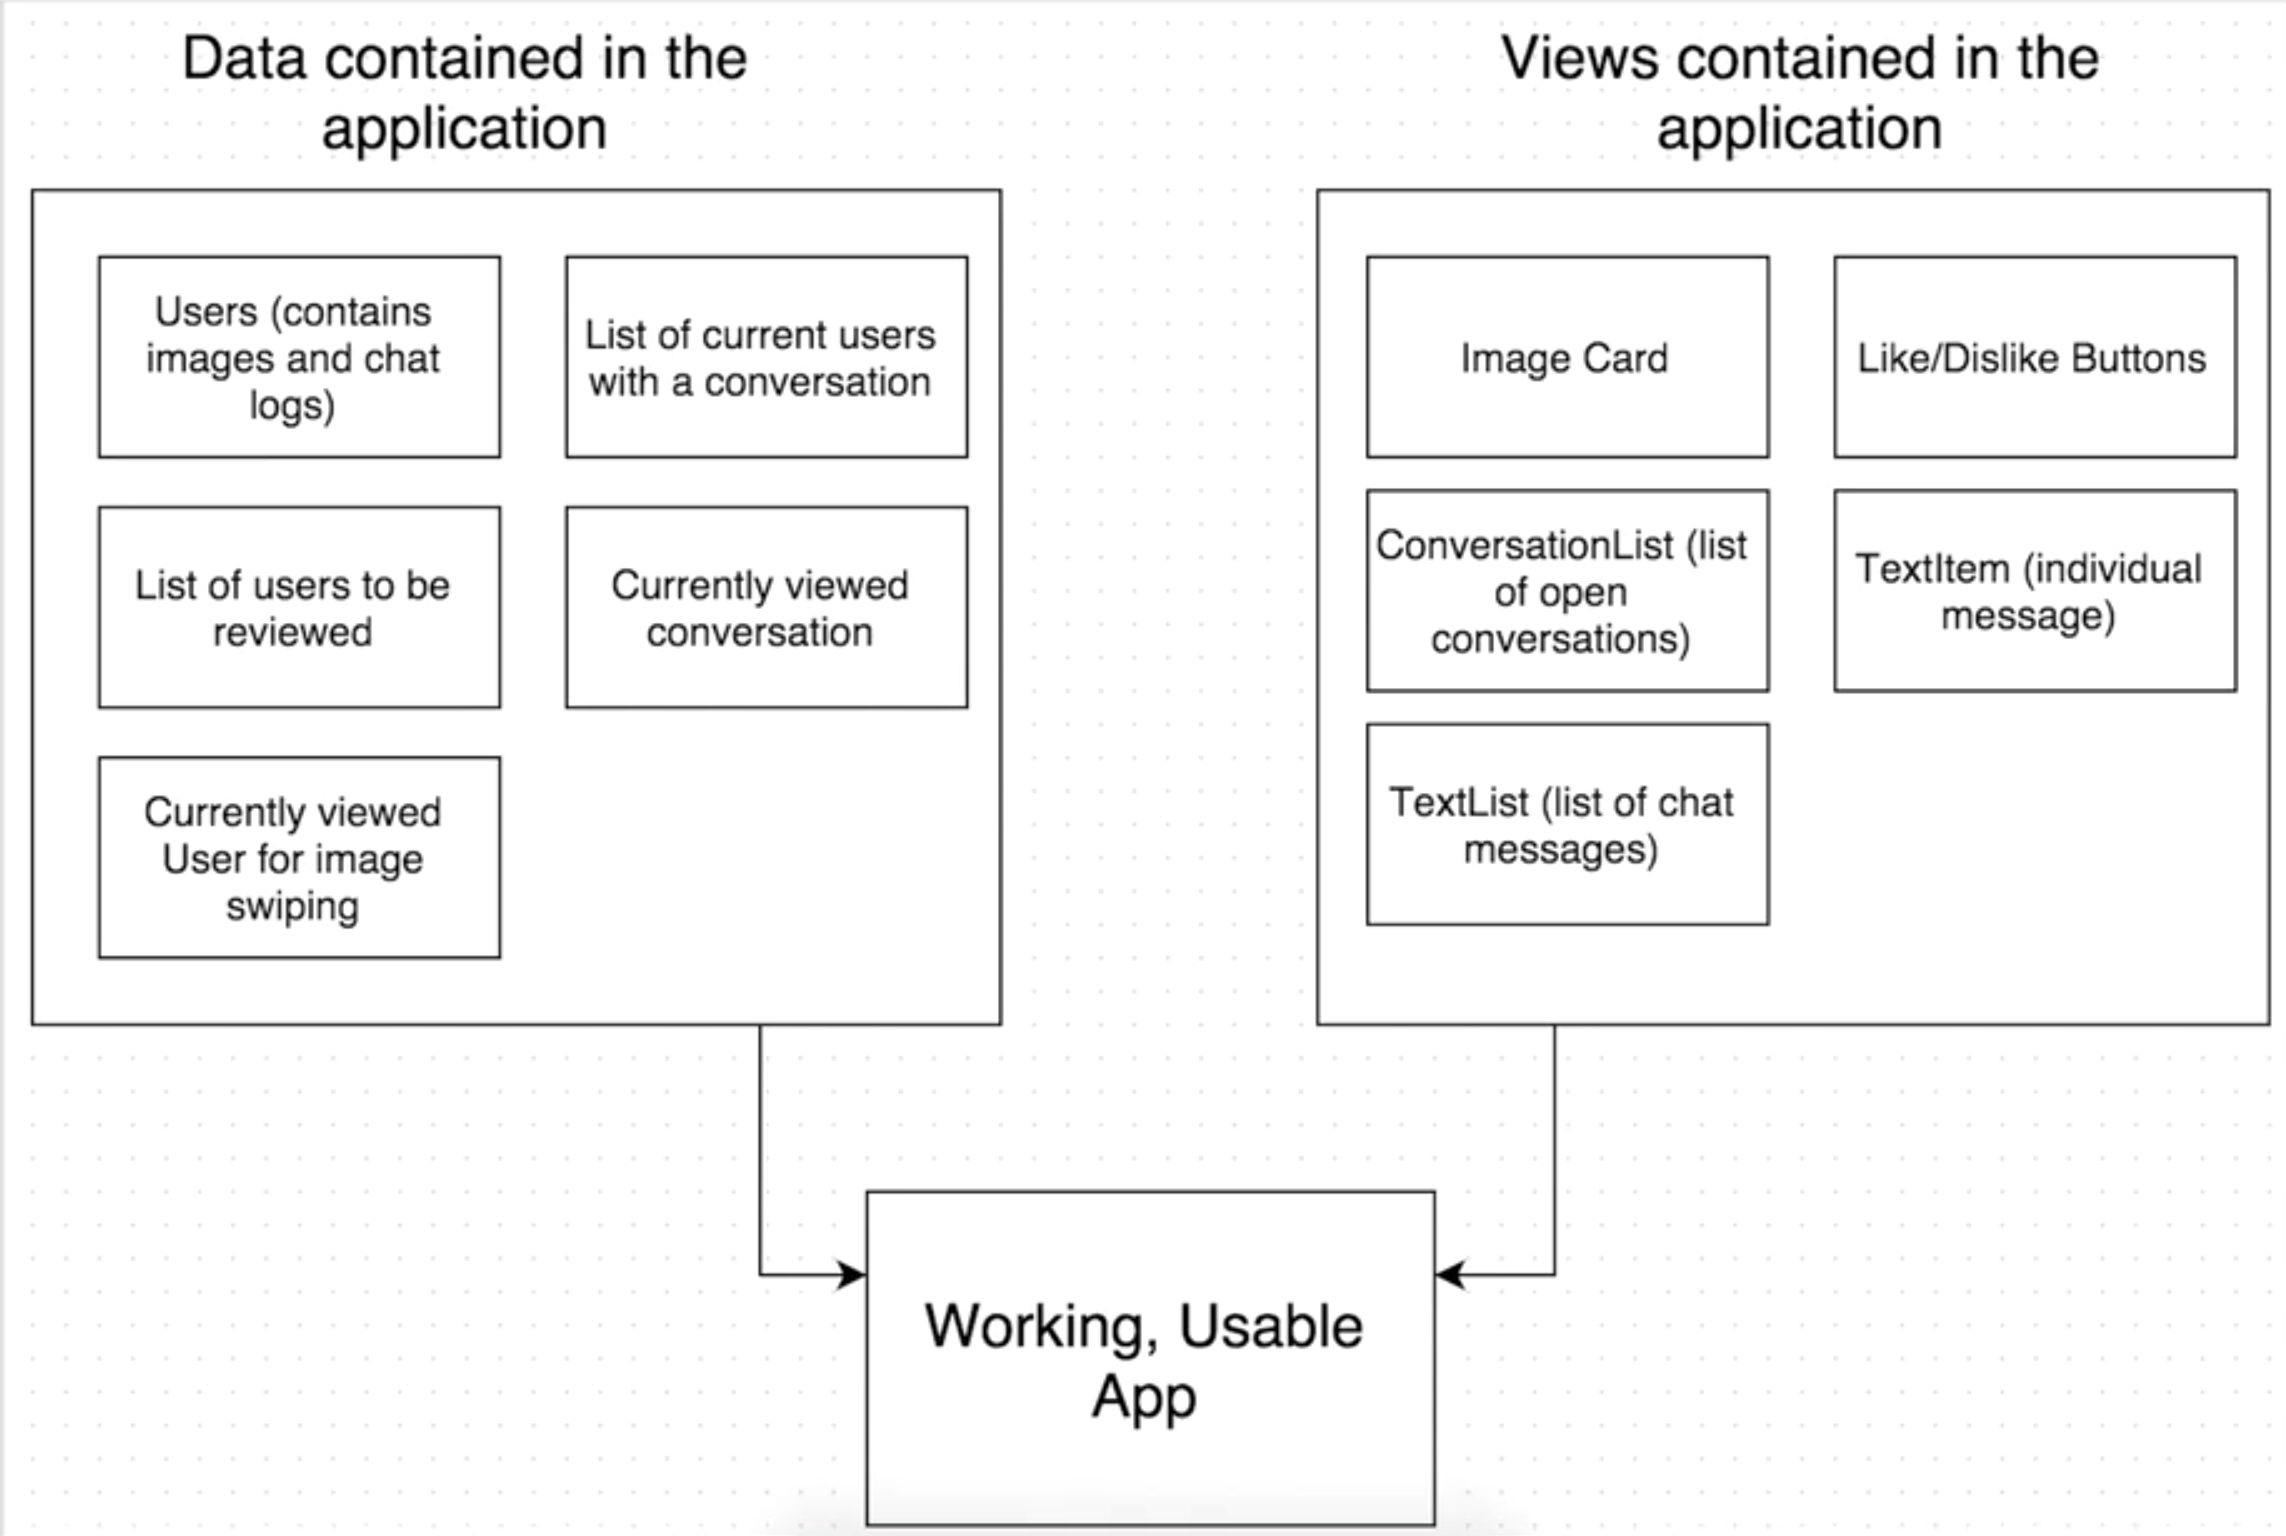 Data contained in the
application
Users (contains
images and chat
logs)
List of current users
with a conversation
List of users to be
reviewed
Currently viewed
conversation
Currently viewed
User for image
swiping
Views contained in the
application
Image Card
Like/Dislike Buttons
ConversationList (list
of open
conversations)
TextItem (individual
message)
TextList (list of chat
messages)
Working, Usable
App